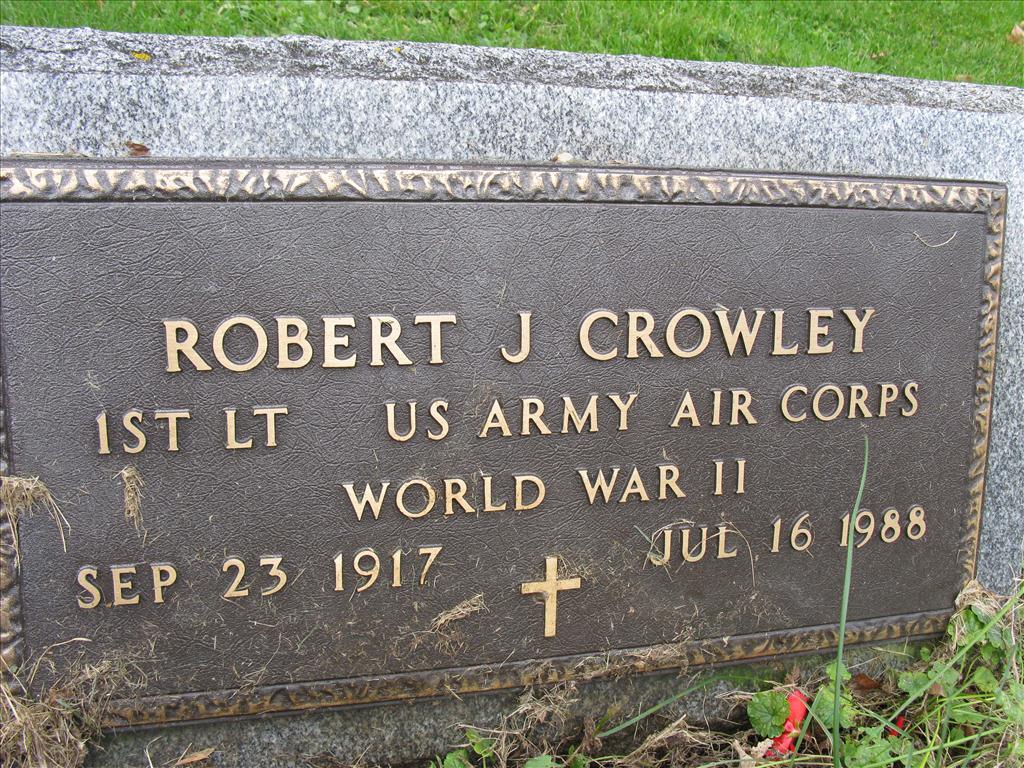 ROBERT J CROWLEY
1ST LT US ARMY AIR CORPS
WORLD WAR II
SEP 23 1917 JUL 16 1988